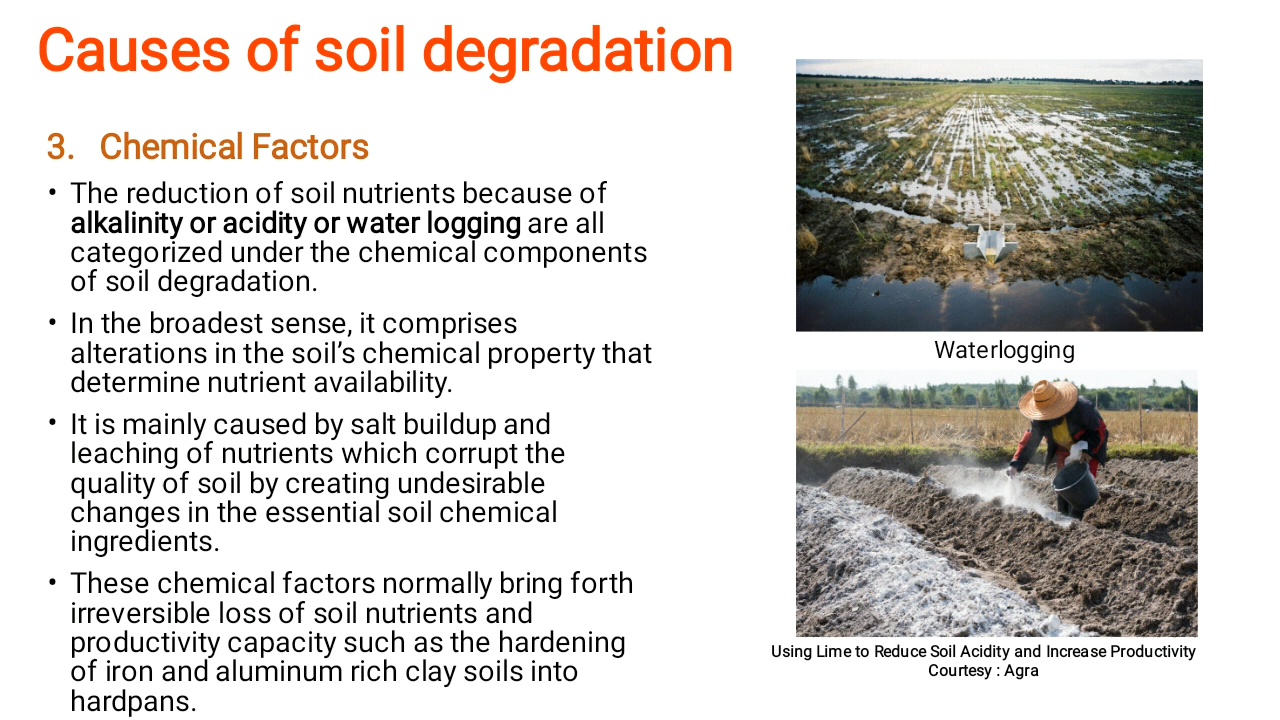 Causes of soil degradation
3. Chemical Factors
• The reduction of soil nutrients because of
alkalinity or acidity or water logging are all
categorized under the chemical components
of soil degradation.
• In the broadest sense, it comprises
alterations in the soil’s chemical property that
determine nutrient availability.
• It is mainly caused by salt buildup and
leaching of nutrients which corrupt the
quality of soil by creating undesirable
changes in the essential soil chemical
ingredients.
• These chemical factors normally bring forth
irreversible loss of soil nutrients and
productivity capacity such as the hardening
of iron and aluminum rich clay soils into
hardpans.
Waterlogging
Using Lime to Reduce Soil Acidity and Increase Productivity
Courtesy : Agra